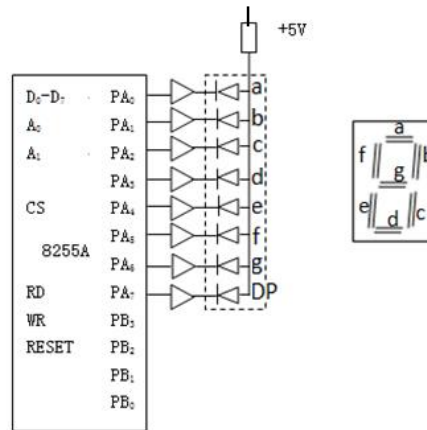 +5V
D₀-D₇ PA₀ a
A₀ PA₁ b
A₁ PA₂ c
PA₃ d
CS PA₄ e
PA₅ f
8255A
PA₆ g
RD PA₇ DP
WR PB₃
RESET PB₂
PB₁
PB₀
a
f b
g
e c
d